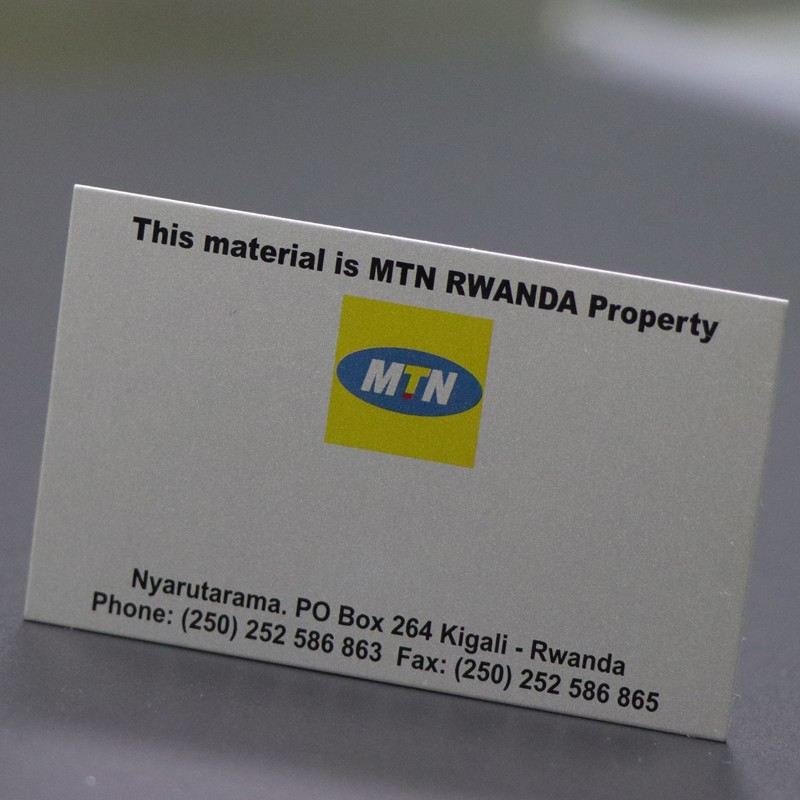 This material is MTN RWANDA Property
MTN
Nyarutarama. PO Box 264 Kigali - Rwanda
Phone: (250) 252 586 863 Fax: (250) 252 586 865